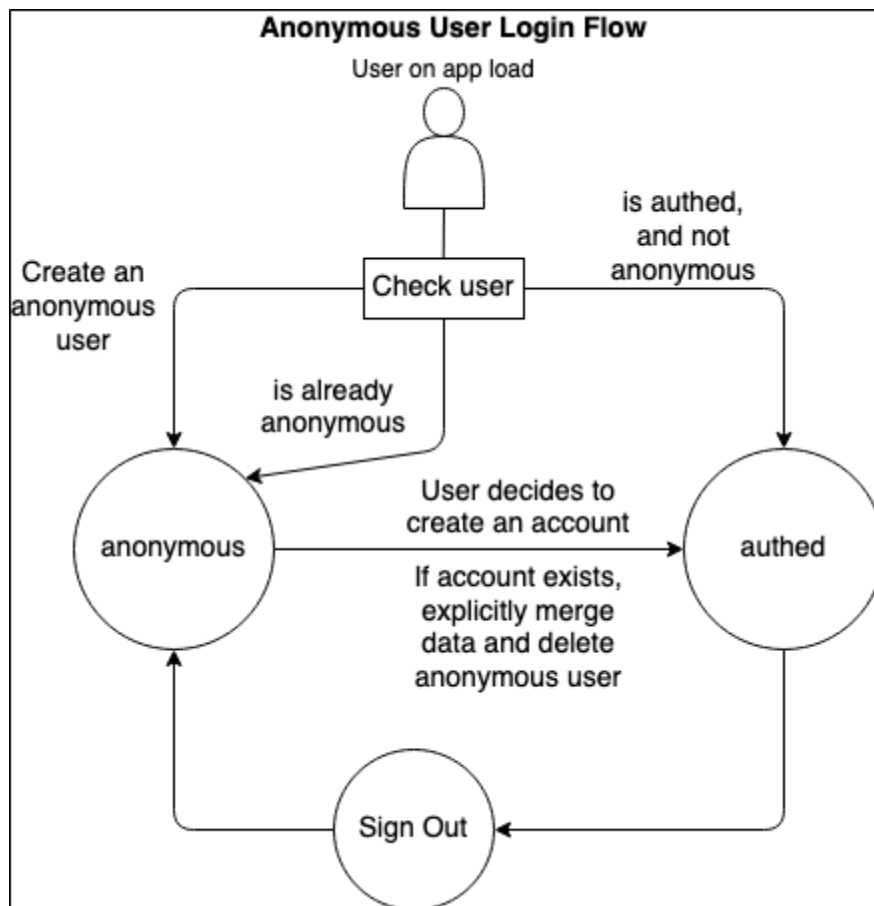 Anonymous User Login Flow
User on app load
is authed,
and not
anonymous
Create an
anonymous
user
Check user
is already
anonymous
User decides to
create an account
anonymous
authed
If account exists,
explicitly merge
data and delete
anonymous user
Sign Out